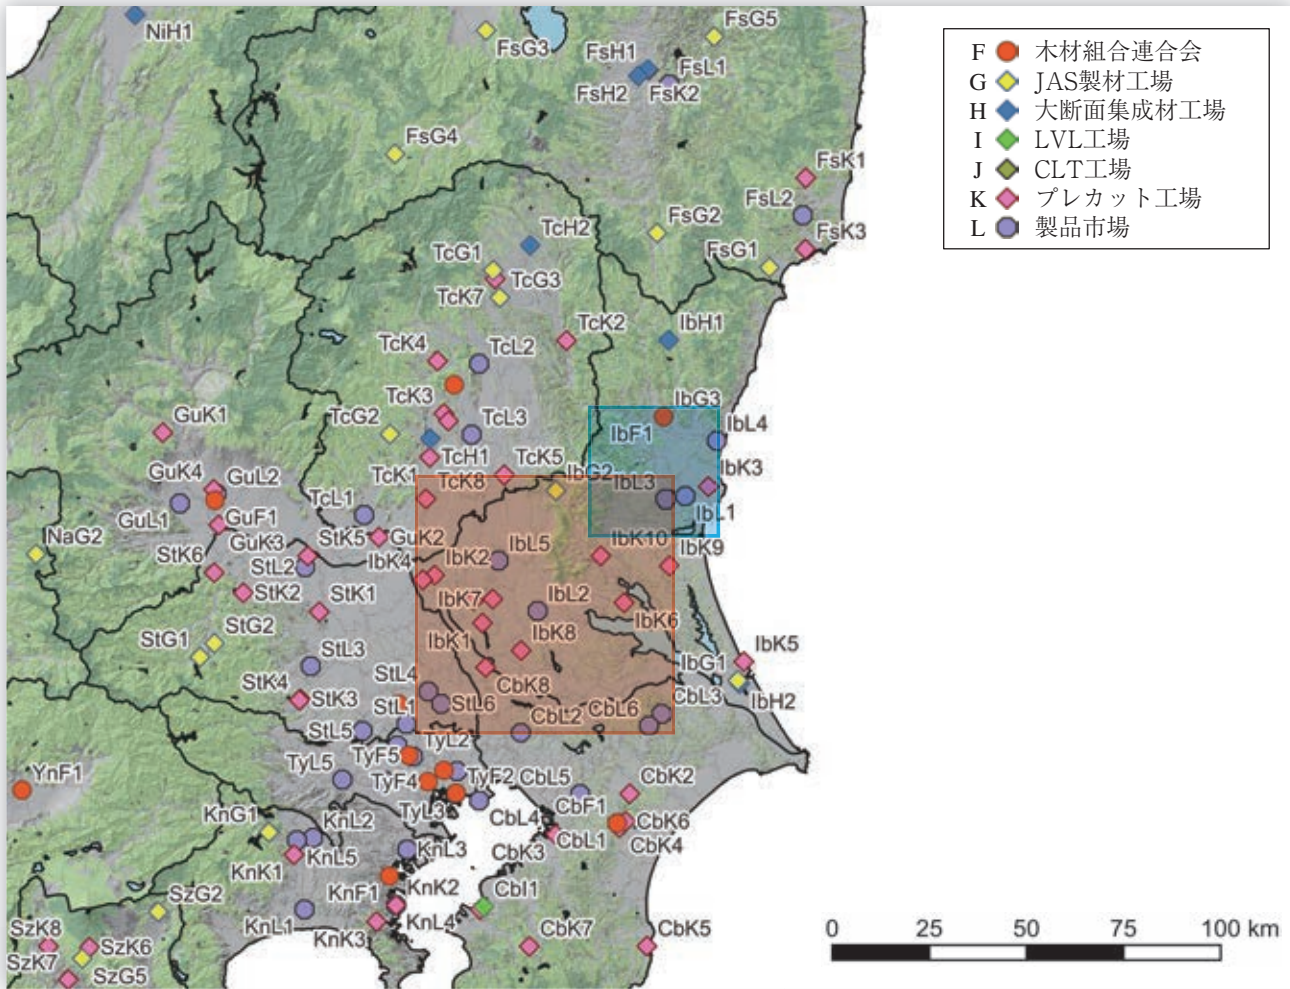 NiH1
FsG3
FsG5
FsH1
FsL1
FsH2
FsK2
FsG4
FsK1
FsL2
FsG2
FsK3
FsG1
TcH2
TcG1
TcG3
TcK7
TcK2
IbH1
TcK4
TcL2
TcK3
IbG3
GuK1
TcG2
TcL3
IbF1
IbL4
TcH1
TcK5
IbG2
IbK3
GuK4
GuL2
TcK1
TcK8
IbL3
GuL1
TcL1
IbL1
GuF1
NaG2
GuK3
StK5
GuK2
IbK10
IbK9
StK6
StL2
IbK4
IbK2
IbL5
StK2
StK1
IbK7
IbL2
IbK6
StG1
StG2
IbK1
IbK8
StL3
IbG1
IbK5
StK4
StL4
CbK8
StK3
StL1
StL6
CbL2
CbL6
CbL3
IbH2
StL5
TyL2
TyF5
TyL5
TyF4
TyF2
CbL5
CbK2
YnF1
TyL3
CbF1
KnG1
KnL2
CbL4
CbL1
CbK6
KnL5
KnL3
CbK3
CbK4
KnK1
KnF1
KnK2
CbI1
SzG2
KnL1
KnL4
KnK3
CbK7
CbK5
SzK8
SzK6
SzK7
SzG5
F 木材組合連合会
G JAS製材工場
H 大断面集成材工場
I LVL工場
J CLT工場
K プレカット工場
L 製品市場
0 25 50 75 100 km